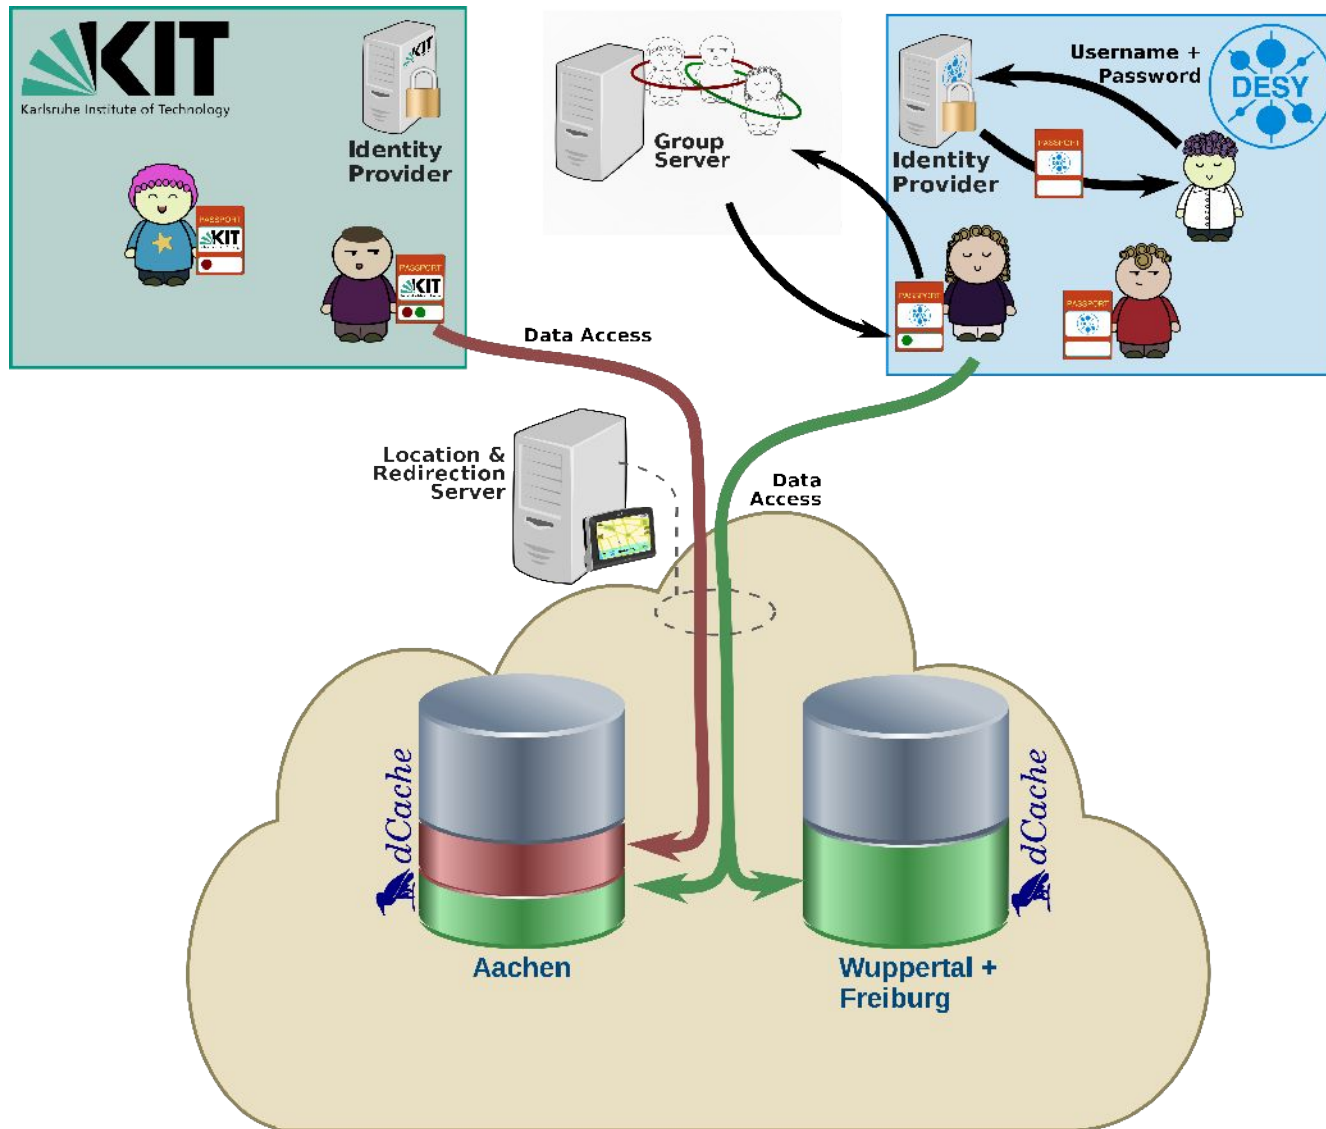 KIT
Karlsruhe Institute of Technology
KIT
Identity
Provider
PASSPORT
KIT
PASSPORT
KIT
Group
Server
Username +
Password
DESY
Identity
Provider
PASSPORT
PASSPORT
PASSPORT
Data Access
Location &
Redirection
Server
Data
Access
dCache
dCache
Aachen
Wuppertal +
Freiburg